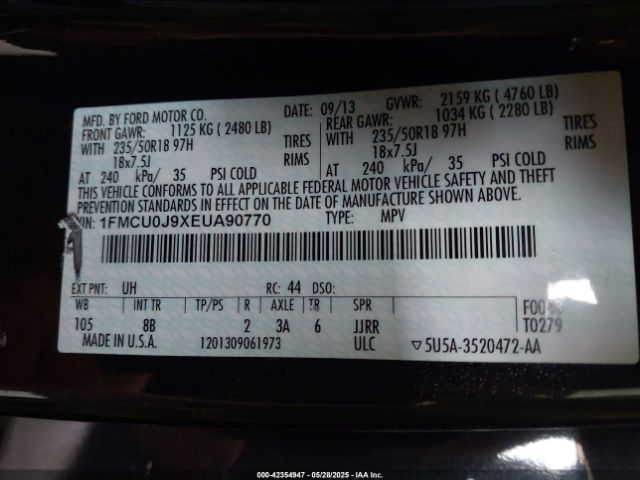 MFD. BY FORD MOTOR CO.
DATE: 09/13 GVWR: 2159 KG ( 4760 LB)
FRONT GAWR: 1125 KG ( 2480 LB) REAR GAWR: 1034 KG ( 2280 LB)
WITH 235/50R18 97H TIRES WITH 235/50R18 97H TIRES
18x7.5J RIMS 18x7.5J RIMS
AT 240 kPa/ 35 PSI COLD AT 240 kPa/ 35 PSI COLD
THIS VEHICLE CONFORMS TO ALL APPLICABLE FEDERAL MOTOR VEHICLE SAFETY AND THEFT
PREVENTION STANDARDS IN EFFECT ON THE DATE OF MANUFACTURE SHOWN ABOVE.
VIN: 1FMCU0J9XEUA90770 TYPE: MPV
EXT PNT: UH RC: 44 DSO:
WB INT TR TP/PS R AXLE TR SPR
105 8B 2 3A 6 JJRR T0279
MADE IN U.S.A. 1201309061973 ULC ▽5U5A-3520472-AA
000-42354947 - 05/28/2025 - IAA Inc.